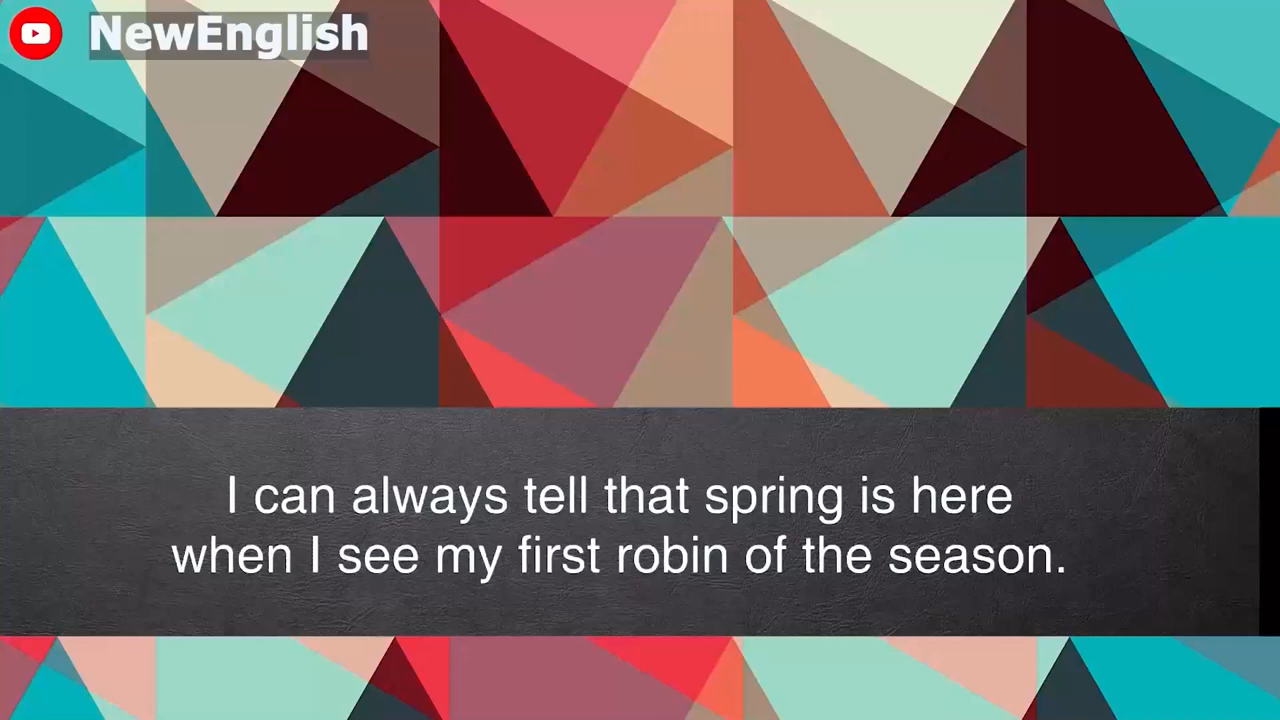 NewEnglish
I can always tell that spring is here
when I see my first robin of the season.